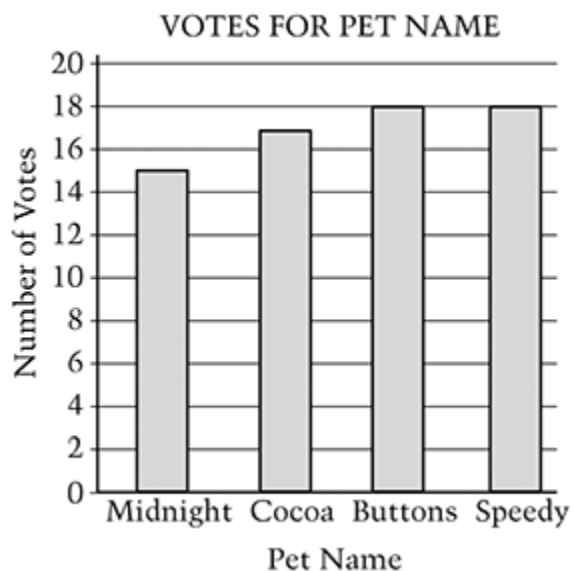 VOTES FOR PET NAME
Number of Votes
20
18
16
14
12
10
8
6
4
2
0
Midnight Cocoa Buttons Speedy
Pet Name